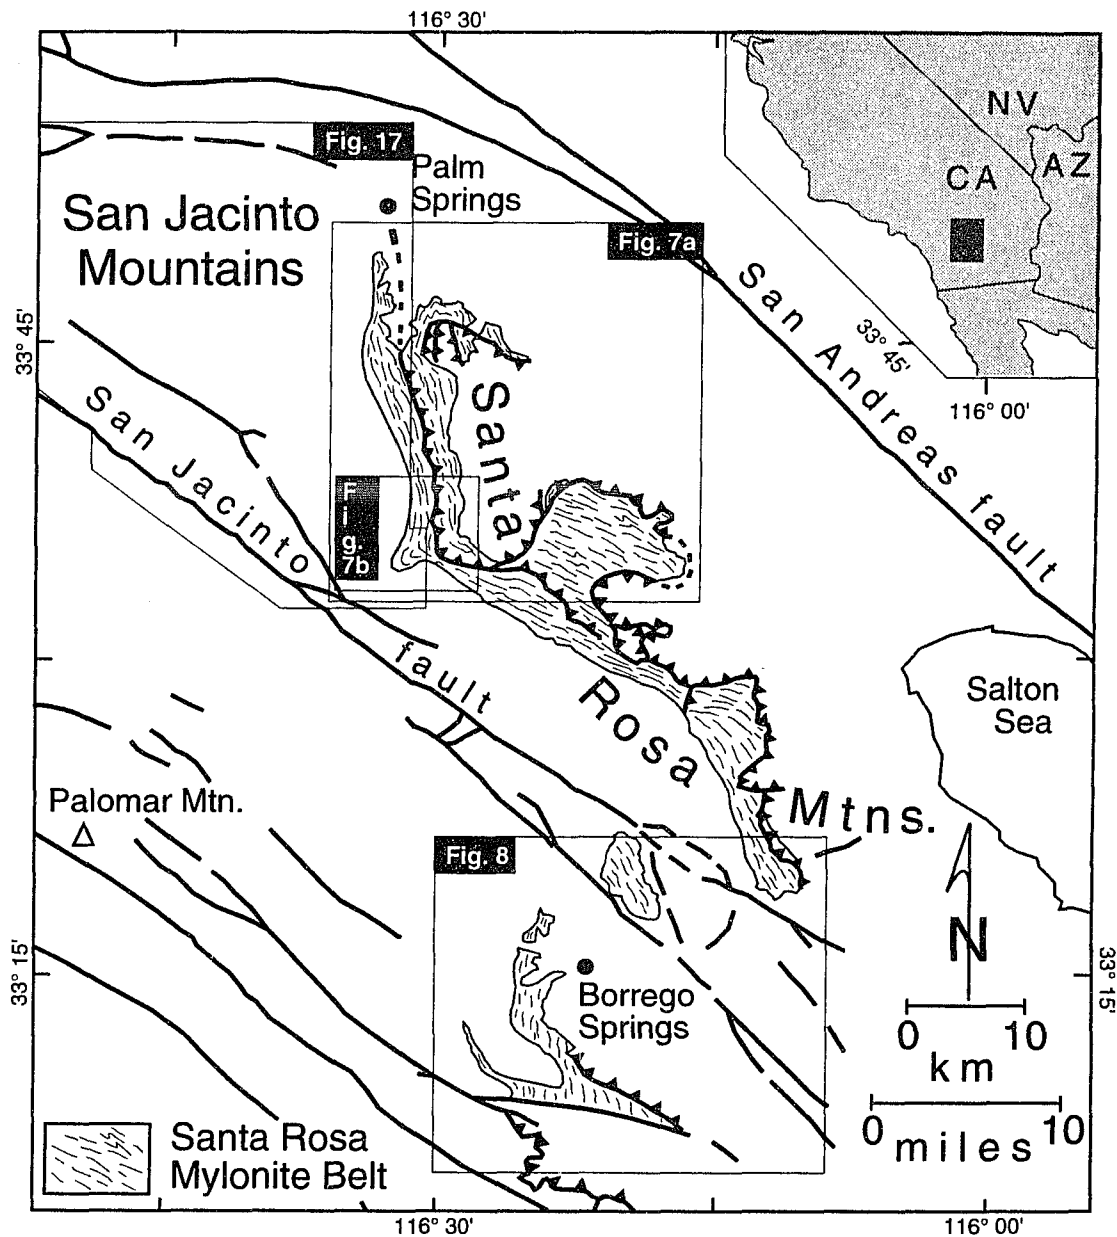 116° 30'
NV
AZ
CA
Fig. 17
Palm
Springs
San Jacinto
Mountains
Fig. 7a
33° 45'
33° 45'
116° 00'
San Andreas fault
San Jacinto fault
Fig. 7b
Santa Rosa Mtns.
Salton
Sea
Palomar Mtn.
Fig. 8
N
33° 15'
33° 15'
Borrego
Springs
0 10
km
0 10
miles
Santa Rosa
Mylonite Belt
116° 30'
116° 00'